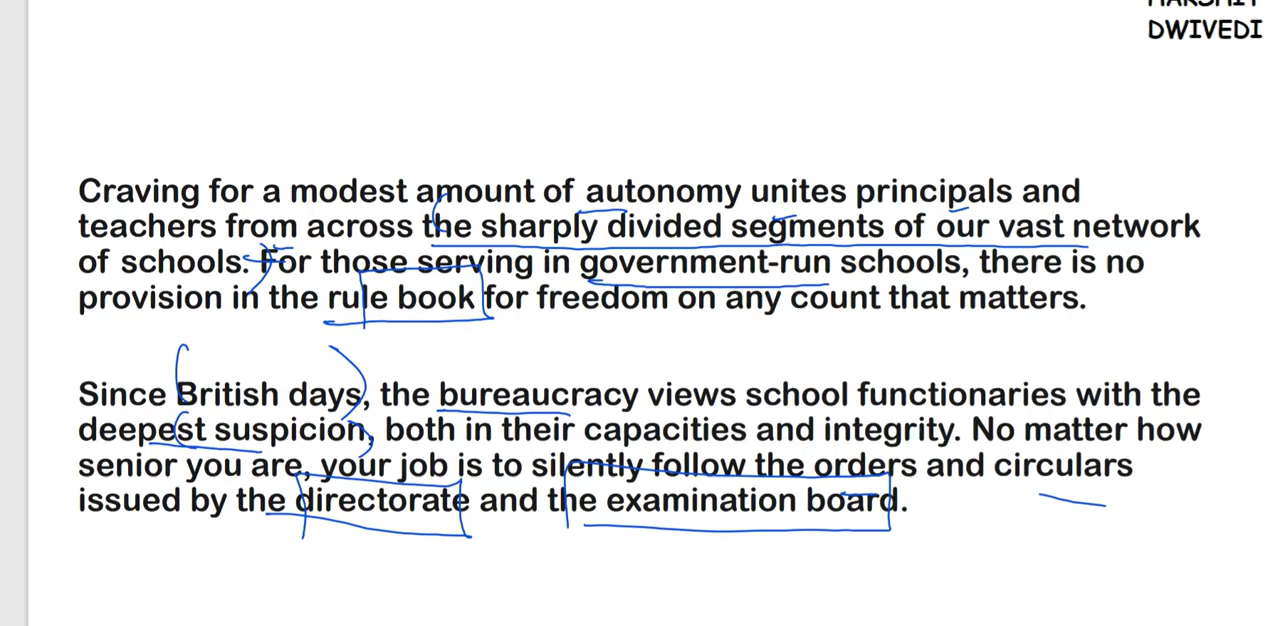 DWIVEDI
Craving for a modest amount of autonomy unites principals and
teachers from across the sharply divided segments of our vast network
of schools. For those serving in government-run schools, there is no
provision in the rule book for freedom on any count that matters.
Since British days, the bureaucracy views school functionaries with the
deepest suspicion, both in their capacities and integrity. No matter how
senior you are, your job is to silently follow the orders and circulars
issued by the directorate and the examination board.